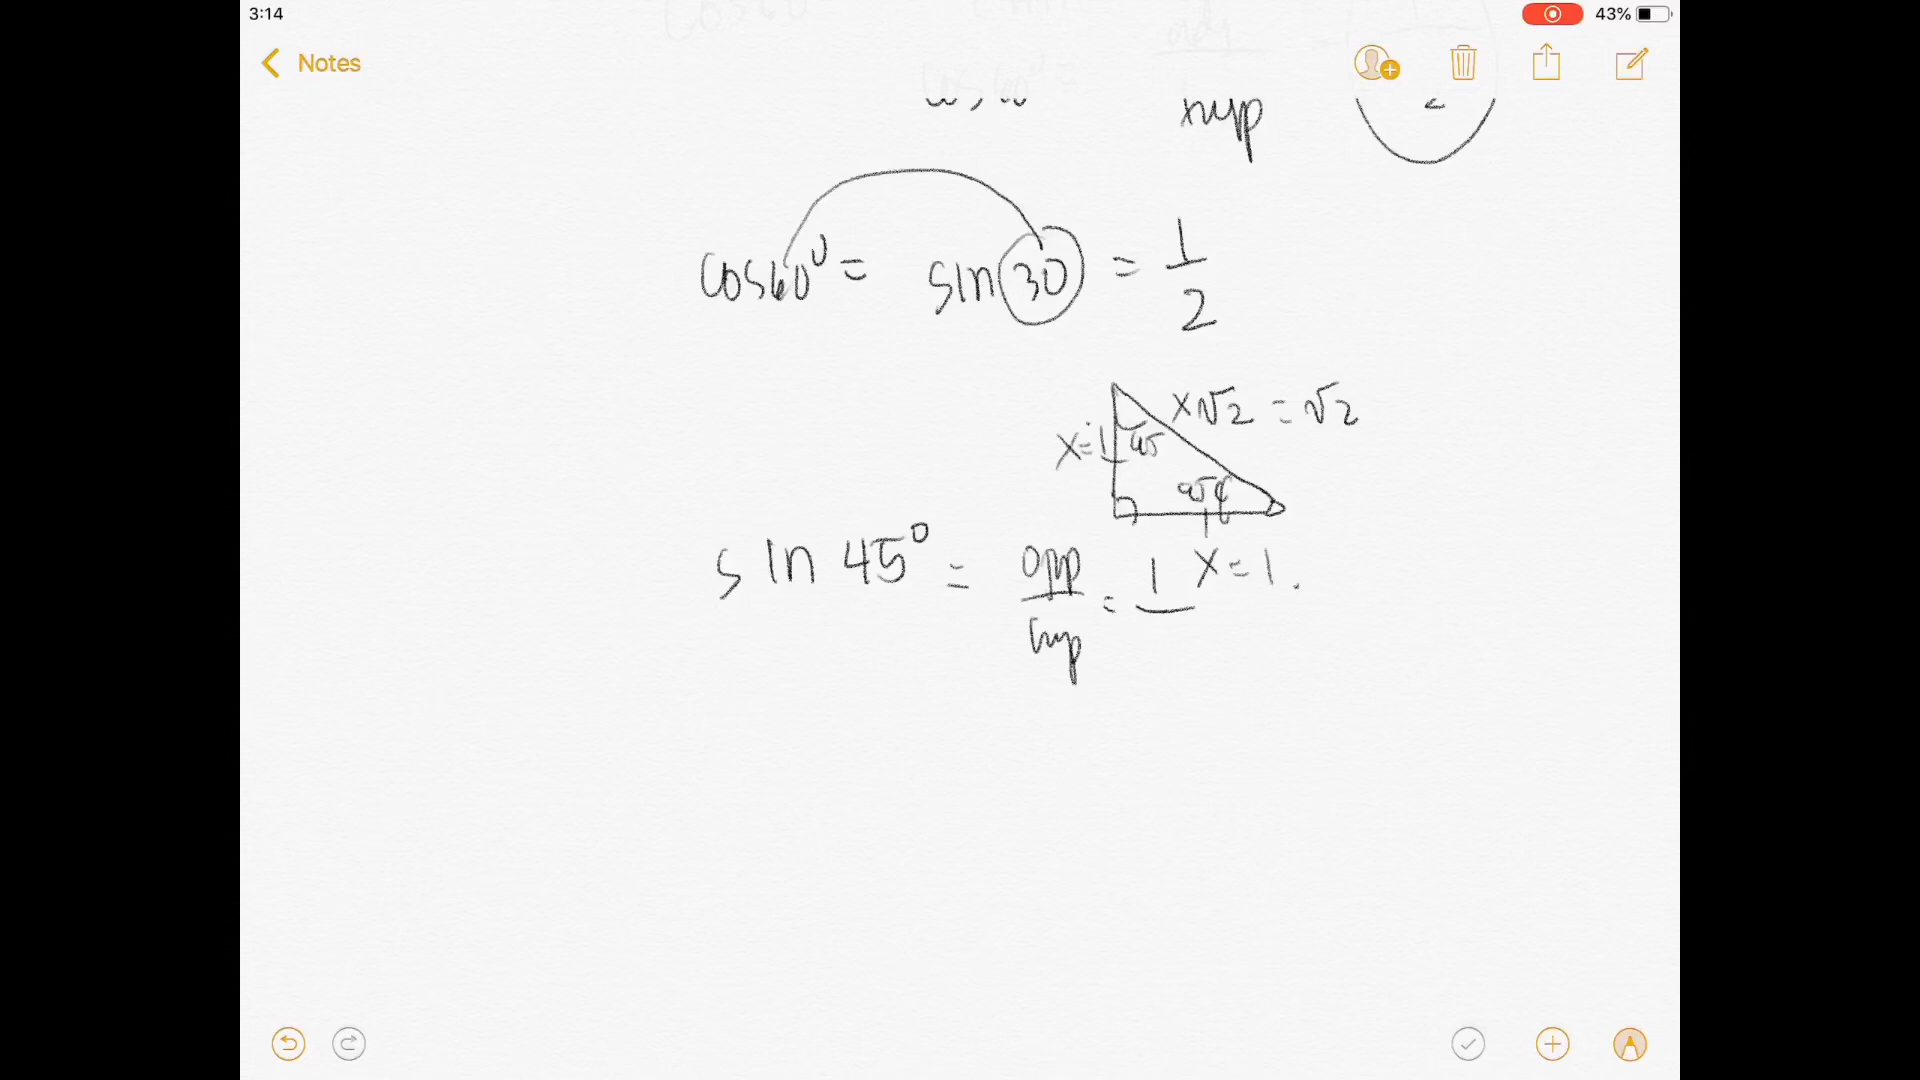 3:14
43%
Notes
hyp
cos60° = sin 30 = 1/2
x√2 = √2
x=1 45
45
sin 45° = opp/hyp = 1
x = 1.